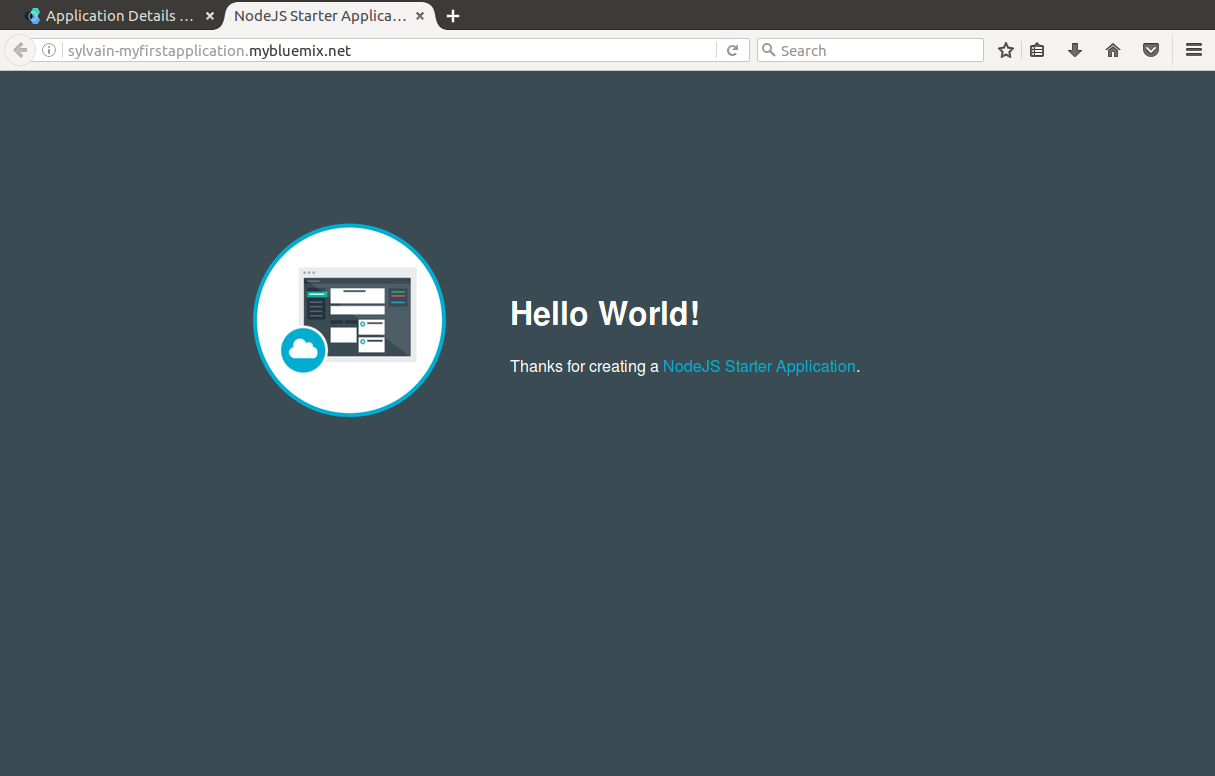 Application Details ...
NodeJS Starter Applica...
sylvain-myfirstapplication.mybluemix.net
Search
Hello World!
Thanks for creating a NodeJS Starter Application.